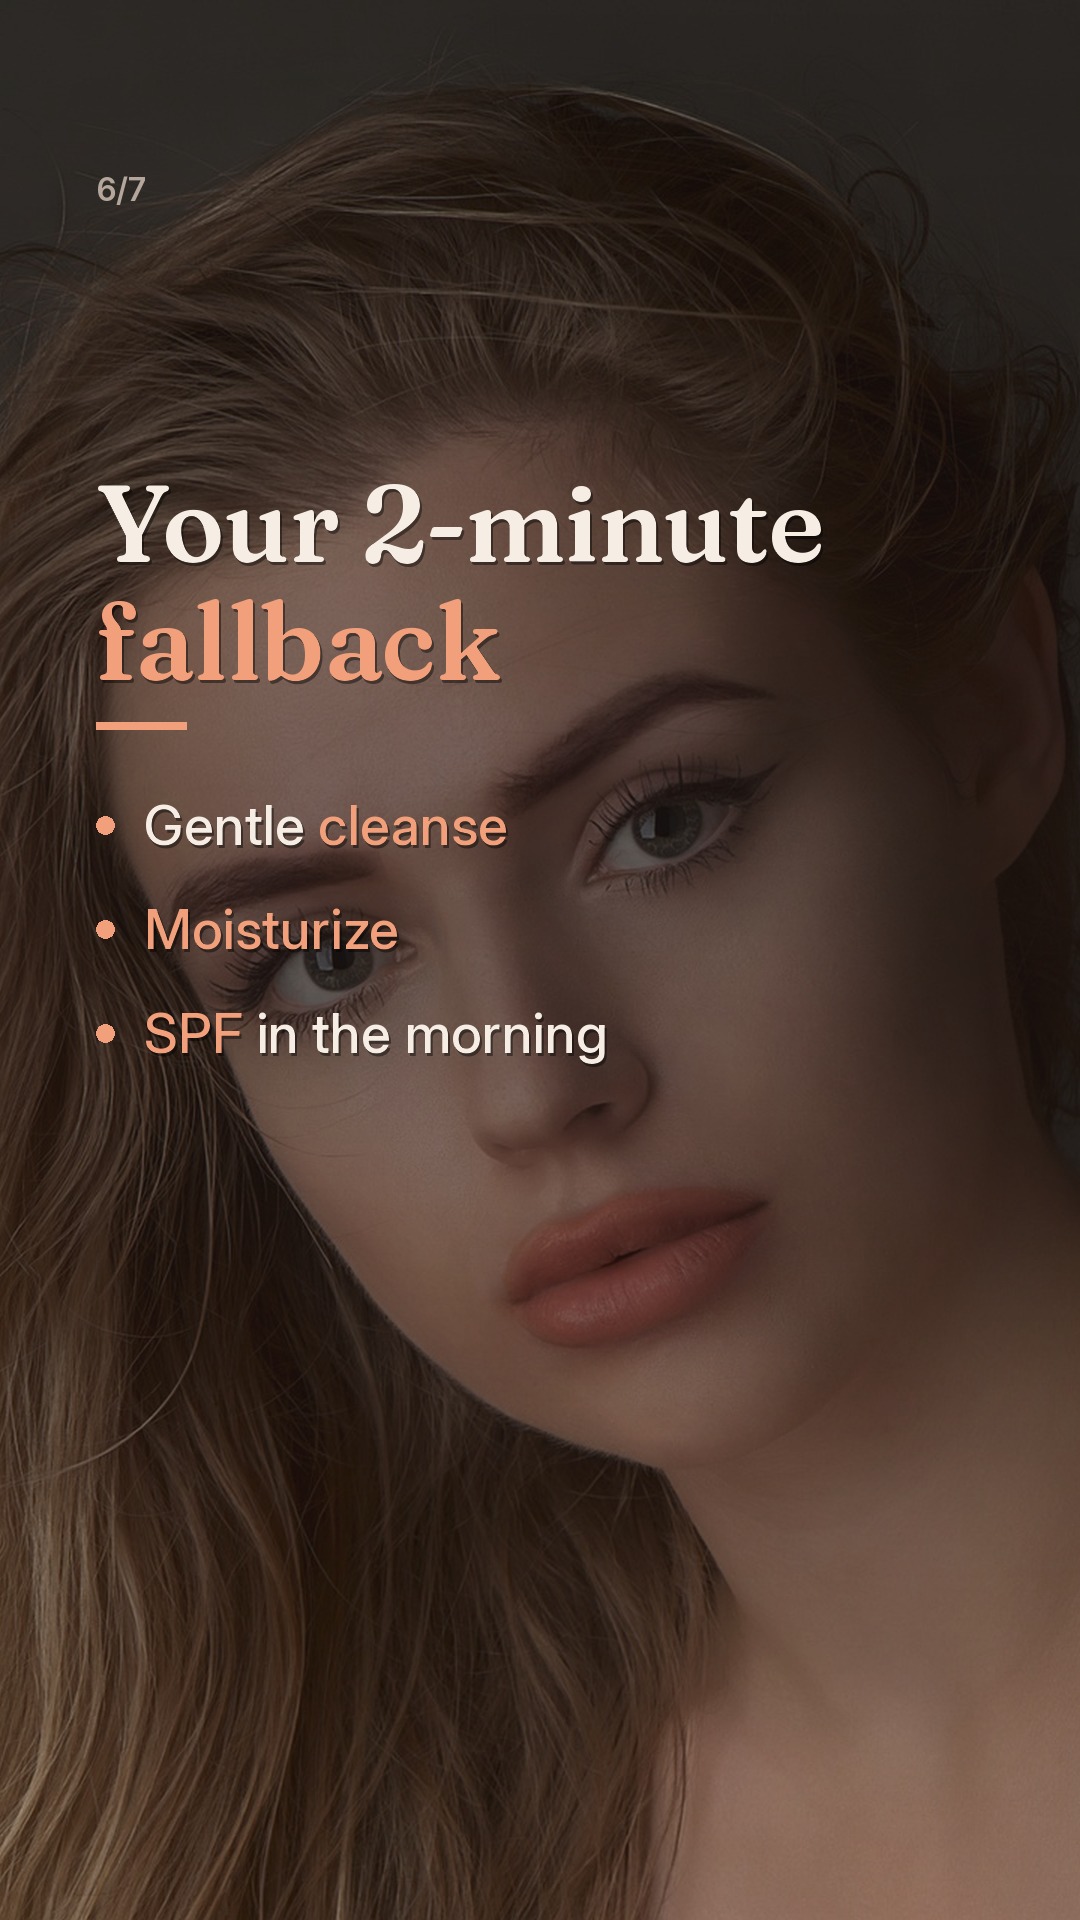 6/7
Your 2-minute
fallback
• Gentle cleanse
• Moisturize
• SPF in the morning